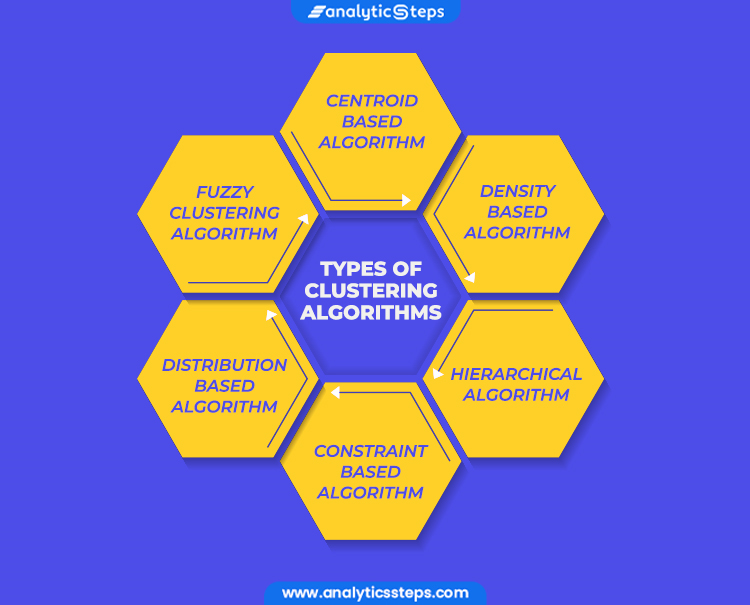 analyticSteps
CENTROID
BASED
ALGORITHM
DENSITY
BASED
ALGORITHM
HIERARCHICAL
ALGORITHM
CONSTRAINT
BASED
ALGORITHM
DISTRIBUTION
BASED
ALGORITHM
FUZZY
CLUSTERING
ALGORITHM
TYPES OF
CLUSTERING
ALGORITHMS
www.analyticssteps.com